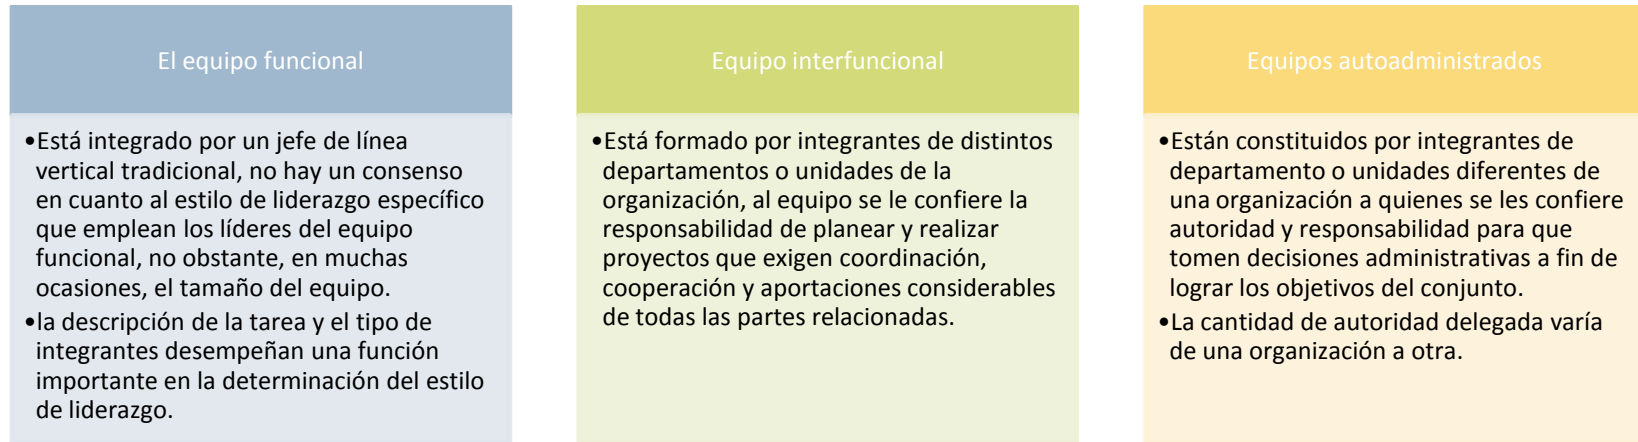 El equipo funcional
•Está integrado por un jefe de línea
vertical tradicional, no hay un consenso
en cuanto al estilo de liderazgo específico
que emplean los líderes del equipo
funcional, no obstante, en muchas
ocasiones, el tamaño del equipo.
•la descripción de la tarea y el tipo de
integrantes desempeñan una función
importante en la determinación del estilo
de liderazgo.
Equipo interfuncional
•Está formado por integrantes de distintos
departamentos o unidades de la
organización, al equipo se le confiere la
responsabilidad de planear y realizar
proyectos que exigen coordinación,
cooperación y aportaciones considerables
de todas las partes relacionadas.
Equipos autoadministrados
•Están constituidos por integrantes de
departamento o unidades diferentes de
una organización a quienes se les confiere
autoridad y responsabilidad para que
tomen decisiones administrativas a fin de
lograr los objetivos del conjunto.
•La cantidad de autoridad delegada varía
de una organización a otra.